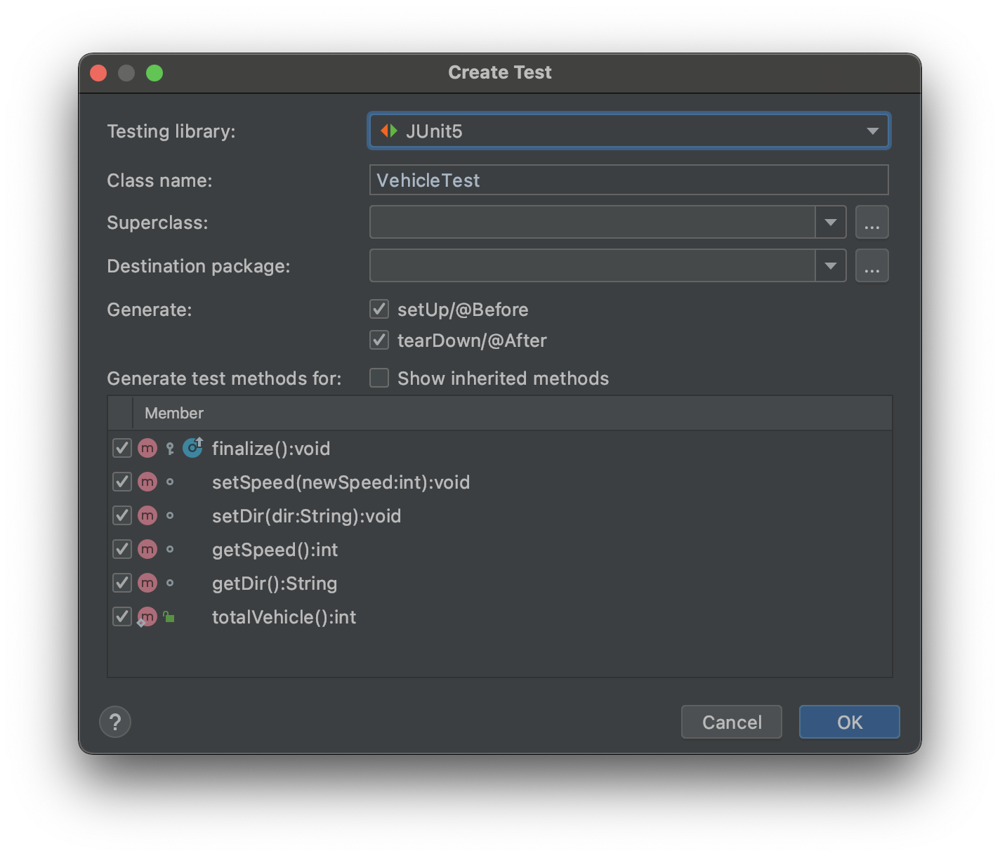 Create Test
Testing library: JUnit5
Class name: VehicleTest
Superclass: ...
Destination package: ...
Generate: setUp/@Before
tearDown/@After
Generate test methods for: Show inherited methods
Member
m finalize():void
m setSpeed(newSpeed:int):void
m setDir(dir:String):void
m getSpeed():int
m getDir():String
m totalVehicle():int
? Cancel OK